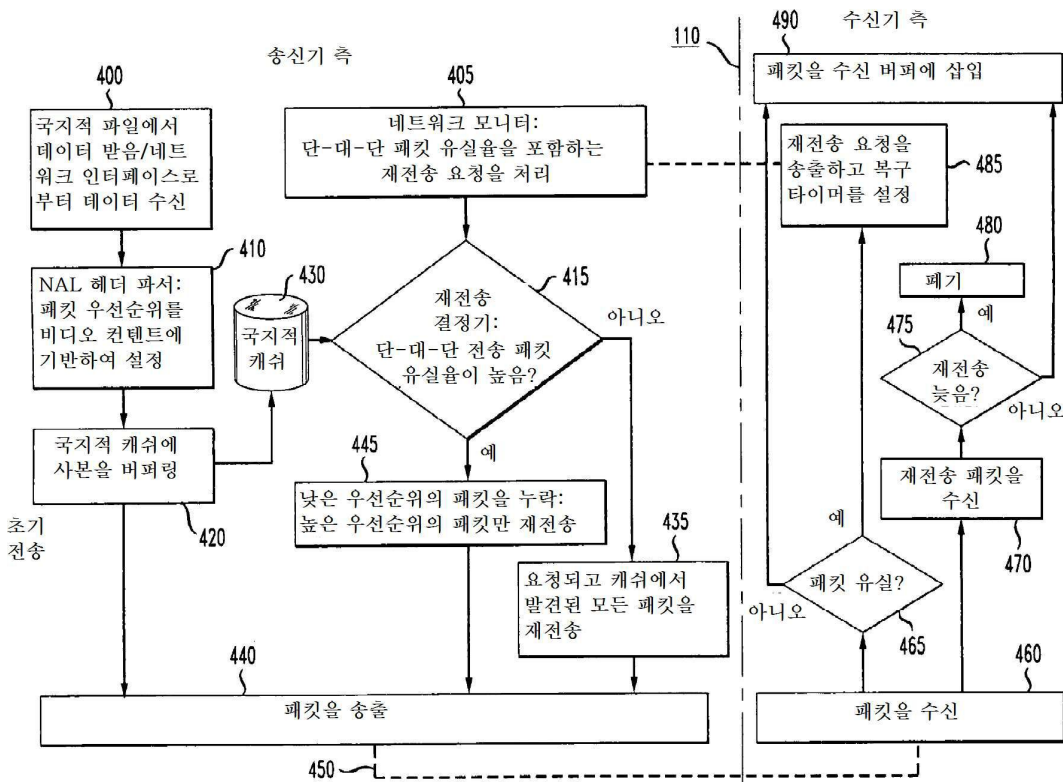 송신기 측
110
수신기 측
400
국지적 파일에서
데이터 받음/네트
워크 인터페이스로
부터 데이터 수신
405
네트워크 모니터:
단-대-단 패킷 유실율을 포함하는
재전송 요청을 처리
490
패킷을 수신 버퍼에 삽입
재전송 요청을
송출하고 복구
타이머를 설정
485
410
NAL 헤더 파서:
패킷 우선순위를
비디오 컨텐트에
기반하여 설정
430
국지적
캐쉬
415
재전송
결정기:
단-대-단 전송 패킷
유실율이 높음?
아니오
예
480
폐기
예
475
재전송
늦음?
아니오
국지적 캐쉬에
사본을 버퍼링
420
초기
전송
445
낮은 우선순위의 패킷을 누락:
높은 우선순위의 패킷만 재전송
435
요청되고 캐쉬에서
발견된 모든 패킷을
재전송
재전송 패킷을
수신
470
예
패킷 유실?
아니오
465
440
패킷을 송출
450
460
패킷을 수신